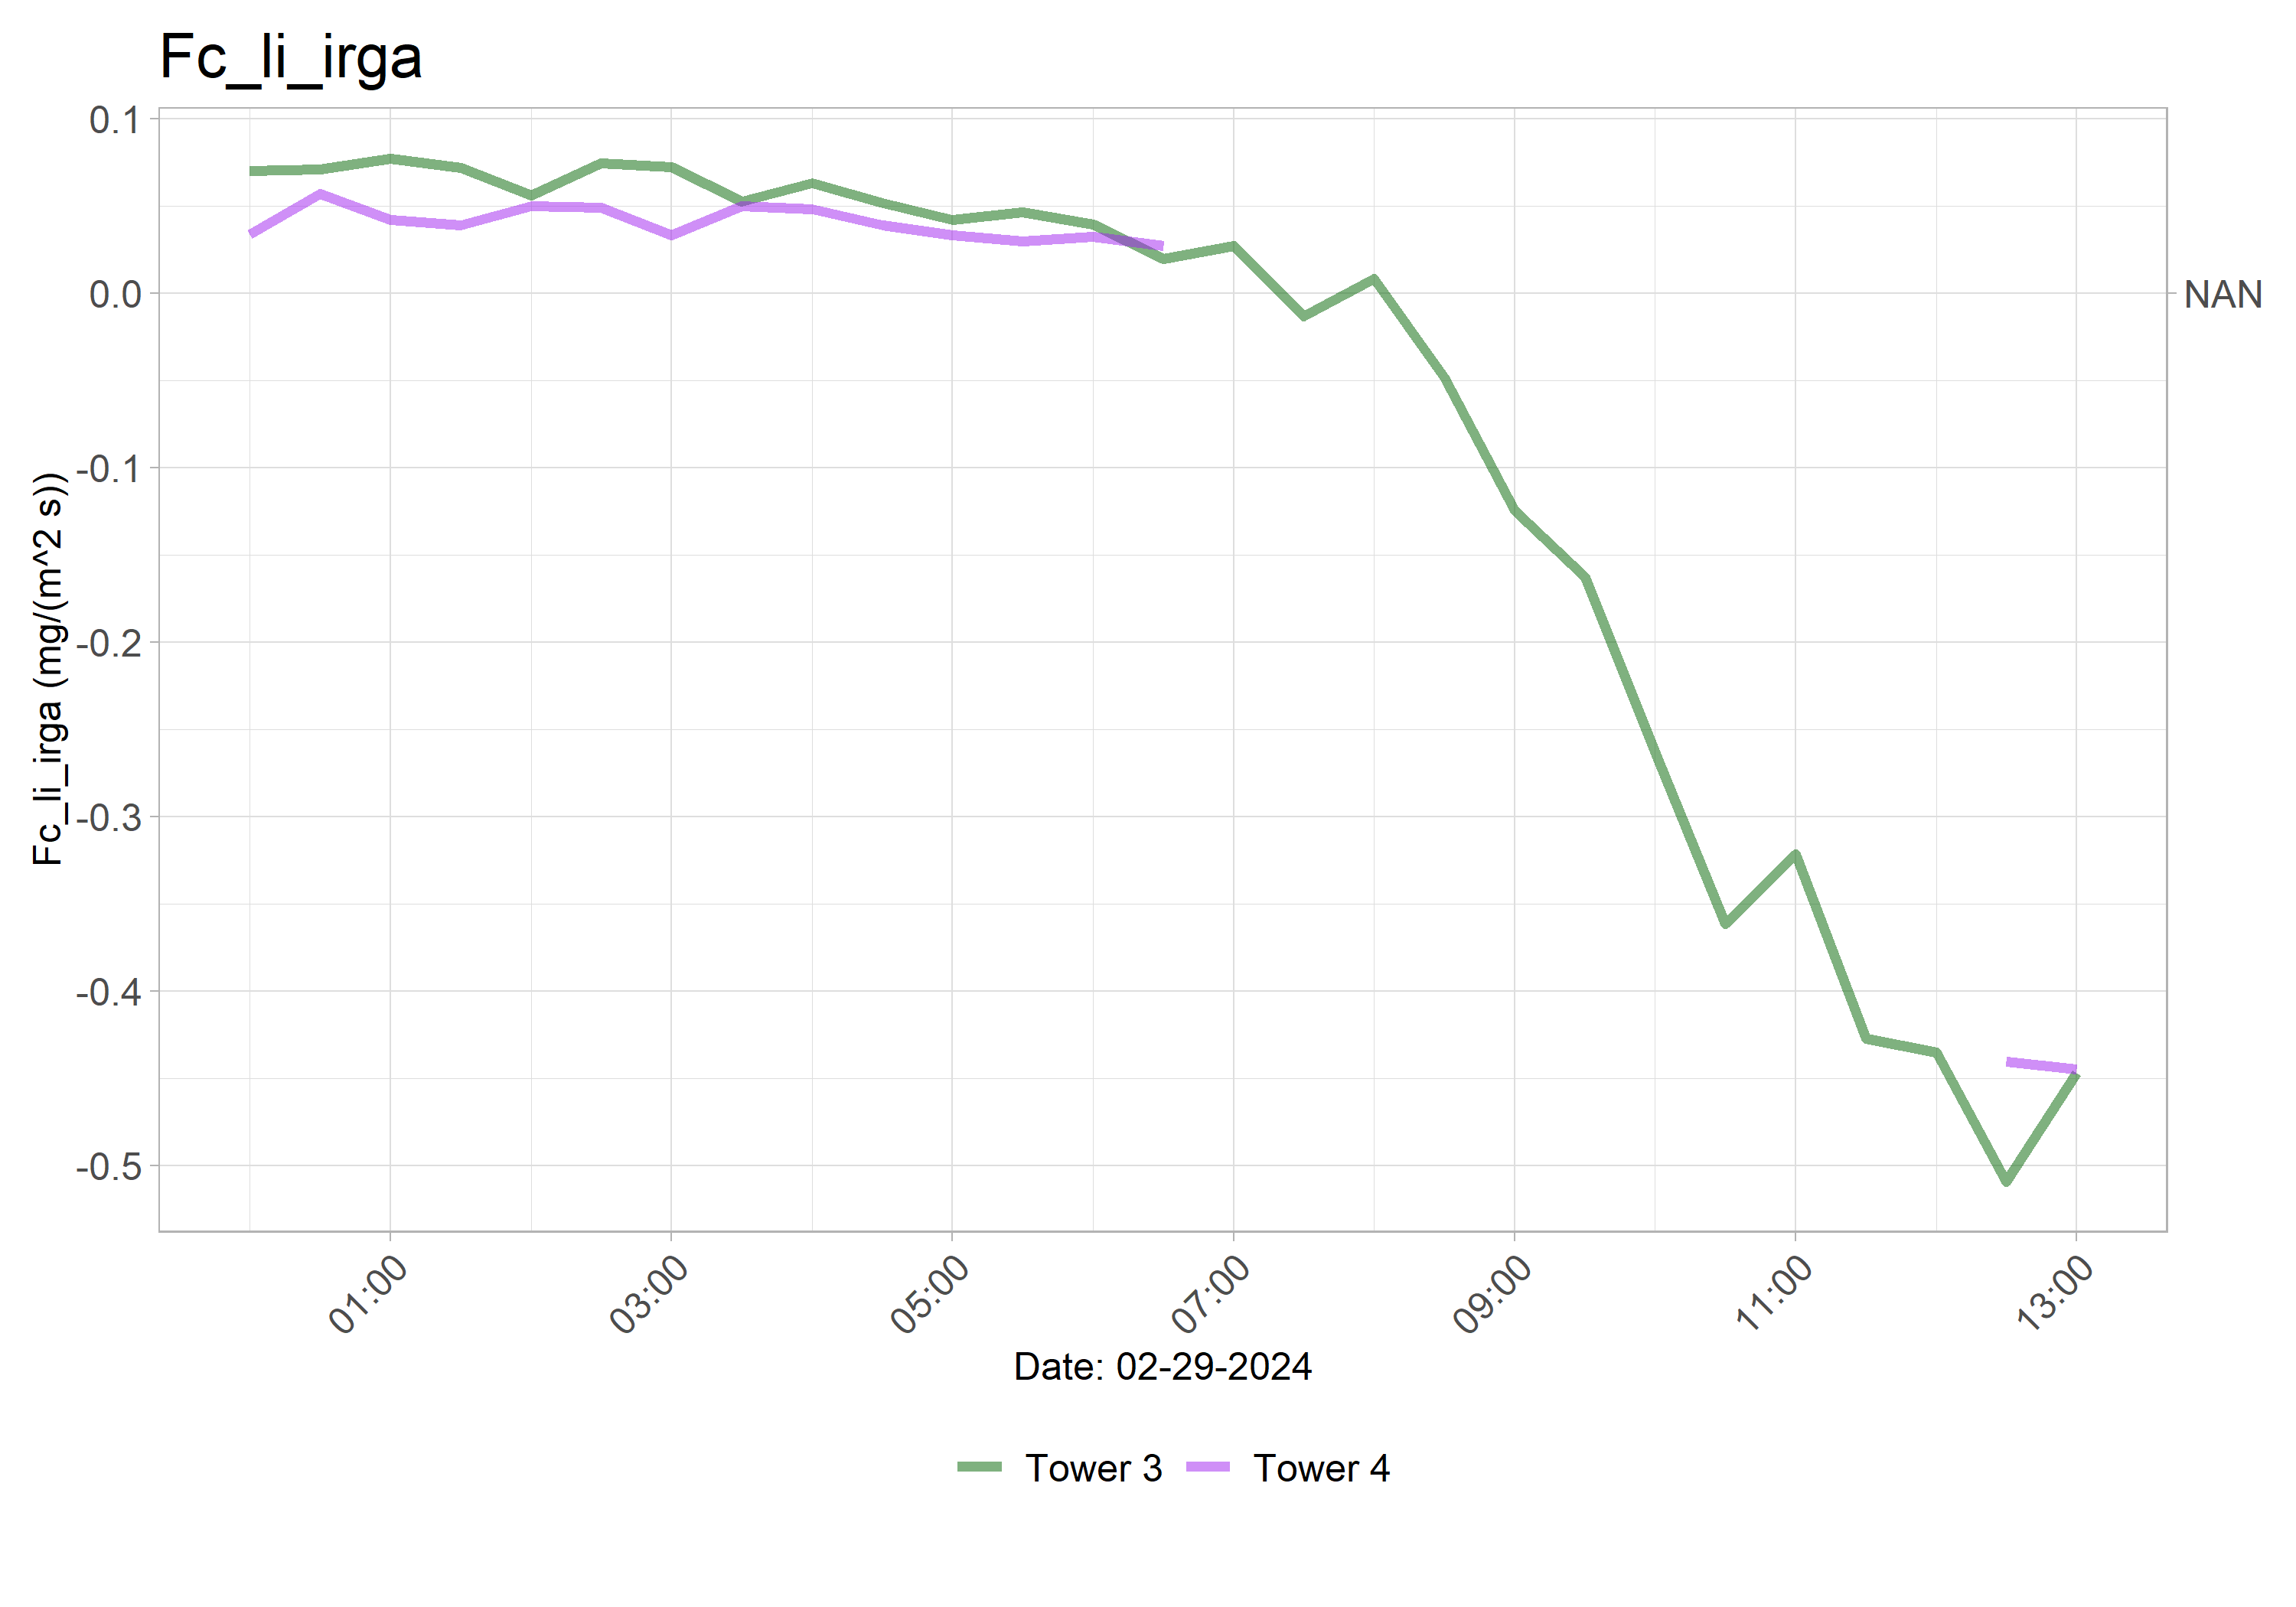 Fc_li_irga
Fc_li_irga (mg/(m^2 s))
0.1
0.0
-0.1
-0.2
-0.3
-0.4
-0.5
NAN
01:00
03:00
05:00
07:00
09:00
11:00
13:00
Date: 02-29-2024
Tower 3
Tower 4